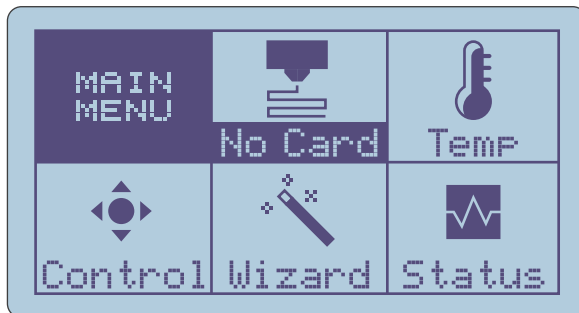 MAIN
MENU
No Card
Temp
Control
Wizard
Status